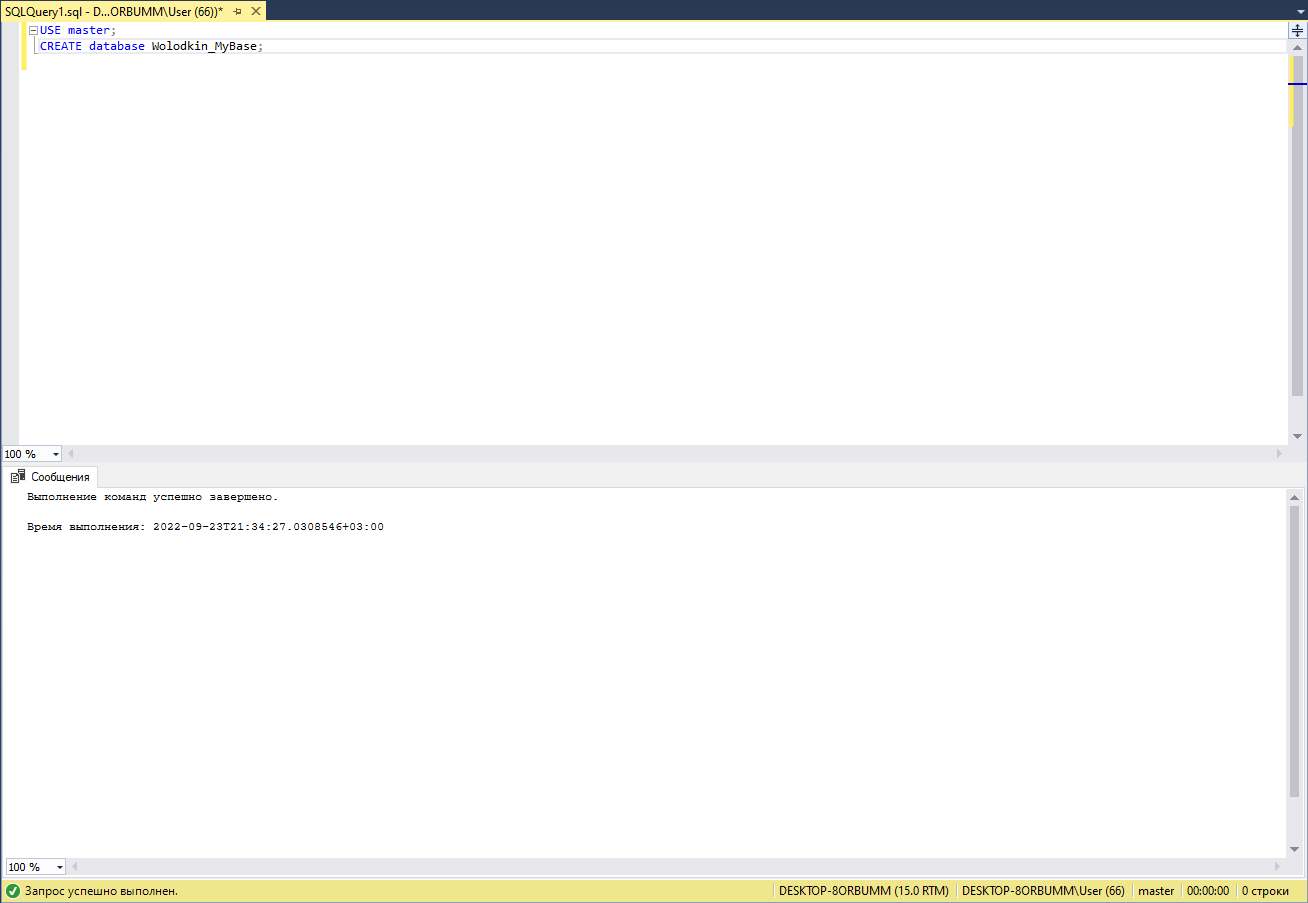 SQLQuery1.sql - D...ORBUMM\User (66))*
USE master;
CREATE database Wolodkin_MyBase;
100 %
Сообщения
Выполнение команд успешно завершено.
Время выполнения: 2022-09-23T21:34:27.0308546+03:00
100 %
Запрос успешно выполнен.
DESKTOP-8ORBUMM (15.0 RTM)
DESKTOP-8ORBUMM\User (66)
master
00:00:00
0 строки